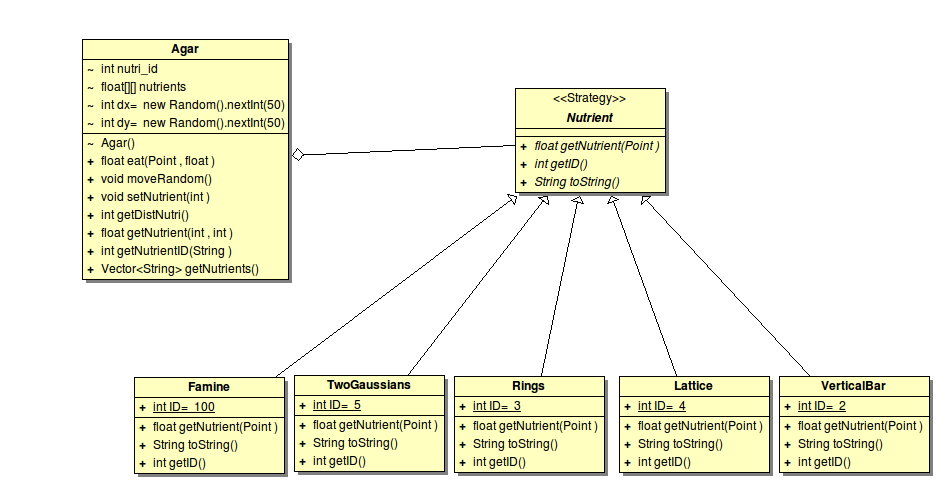 Agar
~ int nutri_id
~ float[][] nutrients
~ int dx= new Random().nextInt(50)
~ int dy= new Random().nextInt(50)
~ Agar()
+ float eat(Point , float )
+ void moveRandom()
+ void setNutrient(int )
+ int getDistNutri()
+ float getNutrient(int , int )
+ int getNutrientID(String )
+ Vector<String> getNutrients()
<<Strategy>>
Nutrient
+ float getNutrient(Point )
+ int getID()
+ String toString()
Famine
+ int ID= 100
+ float getNutrient(Point )
+ String toString()
+ int getID()
TwoGaussians
+ int ID= 5
+ float getNutrient(Point )
+ String toString()
+ int getID()
Rings
+ int ID= 3
+ float getNutrient(Point )
+ String toString()
+ int getID()
Lattice
+ int ID= 4
+ float getNutrient(Point )
+ String toString()
+ int getID()
VerticalBar
+ int ID= 2
+ float getNutrient(Point )
+ String toString()
+ int getID()